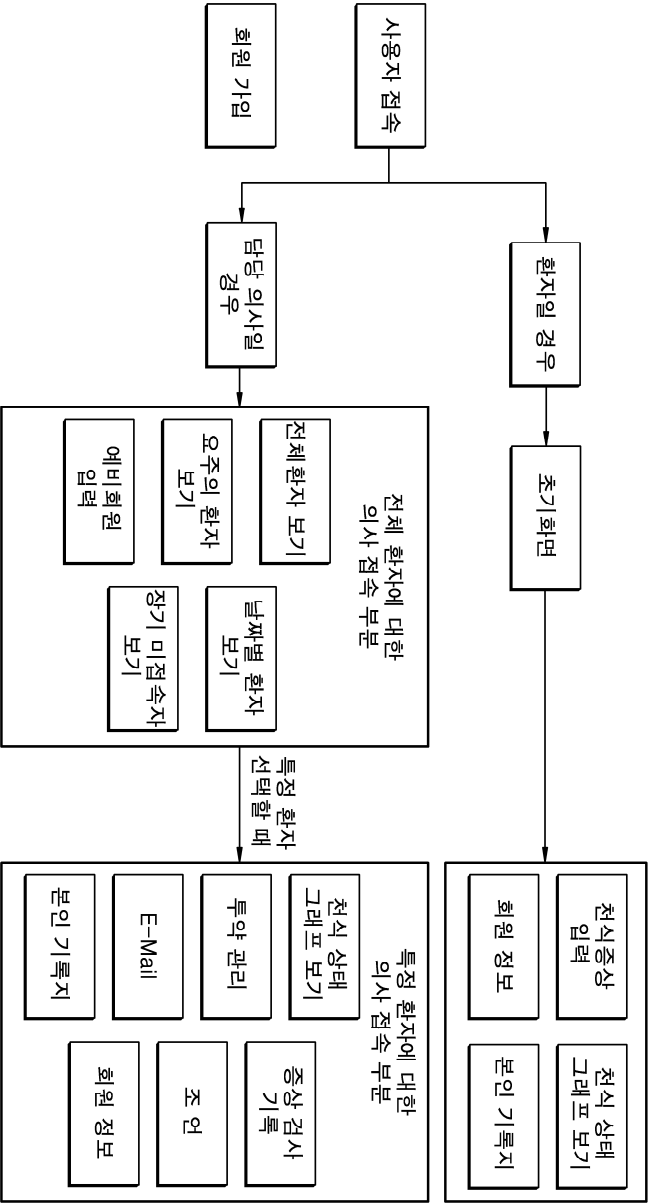 사용자 접속
회원 가입
환자일 경우
초기화면
천식증상
입력
천식 상태
그래프 보기
회원 정보
본인 기록지
담당 의사일
경우
전체 환자에 대한
의사 접속 부분
전체환자 보기
요주의 환자
보기
예비회원
입력
날짜별 환자
보기
장기 미접속자
보기
특정 환자
선택할 때
특정 환자에 대한
의사 접속 부분
천식 상태
그래프 보기
투약 관리
E-Mail
본인 기록지
증상 검사
기록
조 언
회원 정보